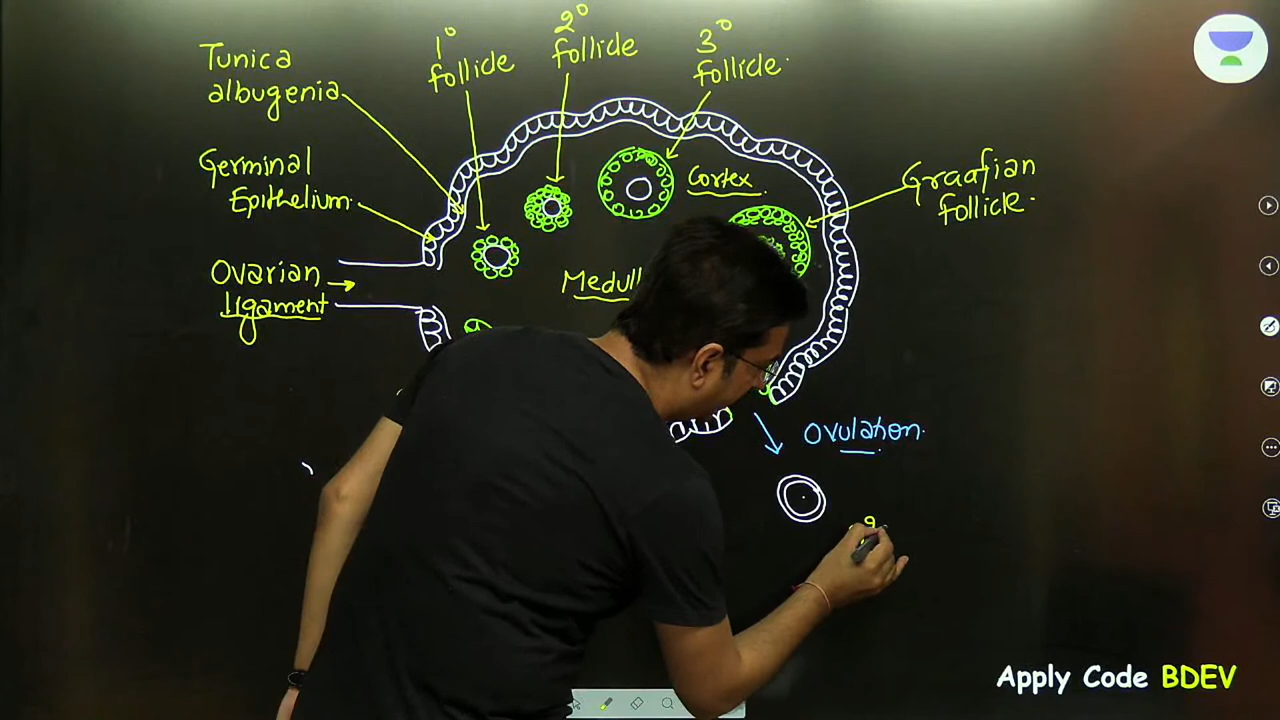 Tunica
albugenia
1° follicle
2° follicle
3° follicle.
Germinal
Epithelium.
Cortex
Graafian
follicle.
Ovarian
ligament
Ovulation.
Apply Code BDEV